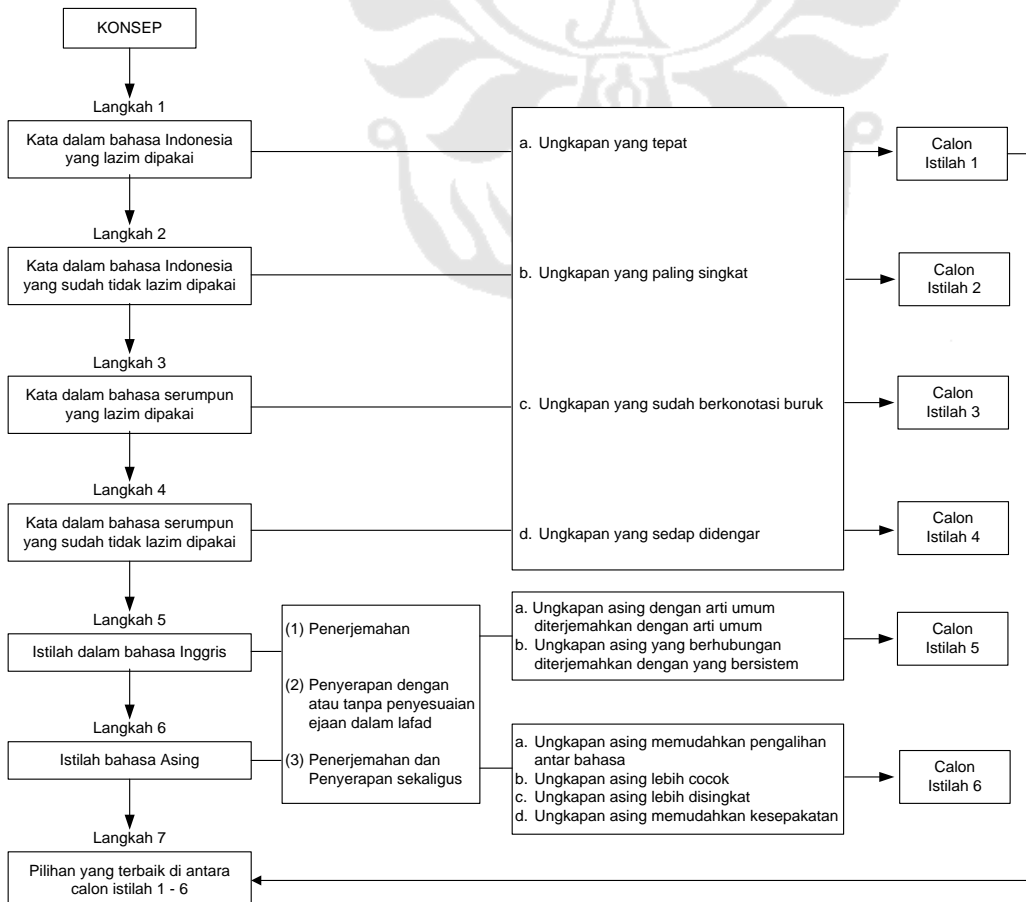 KONSEP
Langkah 1
Kata dalam bahasa Indonesia
yang lazim dipakai
a. Ungkapan yang tepat
Calon
Istilah 1
Langkah 2
Kata dalam bahasa Indonesia
yang sudah tidak lazim dipakai
b. Ungkapan yang paling singkat
Calon
Istilah 2
Langkah 3
Kata dalam bahasa serumpun
yang lazim dipakai
c. Ungkapan yang sudah berkonotasi buruk
Calon
Istilah 3
Langkah 4
Kata dalam bahasa serumpun
yang sudah tidak lazim dipakai
d. Ungkapan yang sedap didengar
Calon
Istilah 4
Langkah 5
Istilah dalam bahasa Inggris
(1) Penerjemahan
a. Ungkapan asing dengan arti umum
diterjemahkan dengan arti umum
b. Ungkapan asing yang berhubungan
diterjemahkan dengan yang bersistem
Calon
Istilah 5
(2) Penyerapan dengan
atau tanpa penyesuaian
ejaan dalam lafad
Langkah 6
Istilah bahasa Asing
(3) Penerjemahan dan
Penyerapan sekaligus
a. Ungkapan asing memudahkan pengalihan
antar bahasa
b. Ungkapan asing lebih cocok
c. Ungkapan asing lebih disingkat
d. Ungkapan asing memudahkan kesepakatan
Calon
Istilah 6
Langkah 7
Pilihan yang terbaik di antara
calon istilah 1 - 6